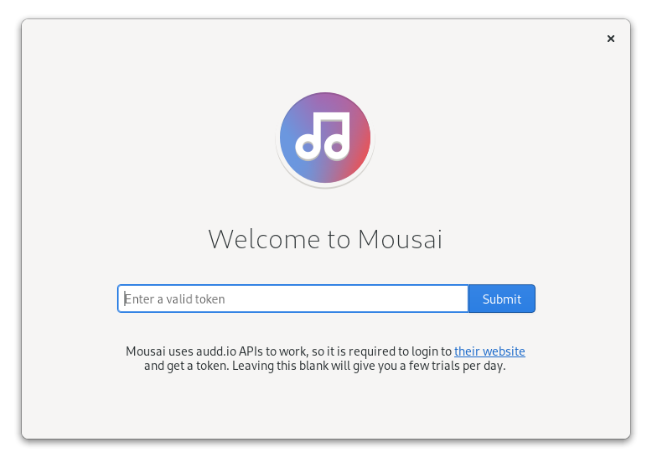 Welcome to Mousai
Enter a valid token
Submit
Mousai uses audd.io APIs to work, so it is required to login to their website
and get a token. Leaving this blank will give you a few trials per day.